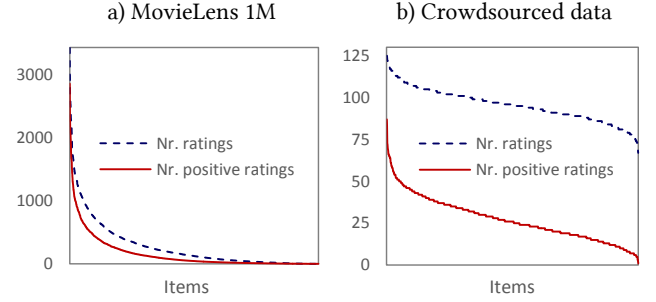 a) MovieLens 1M
3000
2000
1000
0
Nr. ratings
Nr. positive ratings
Items
b) Crowdsourced data
125
100
75
50
25
0
Nr. ratings
Nr. positive ratings
Items